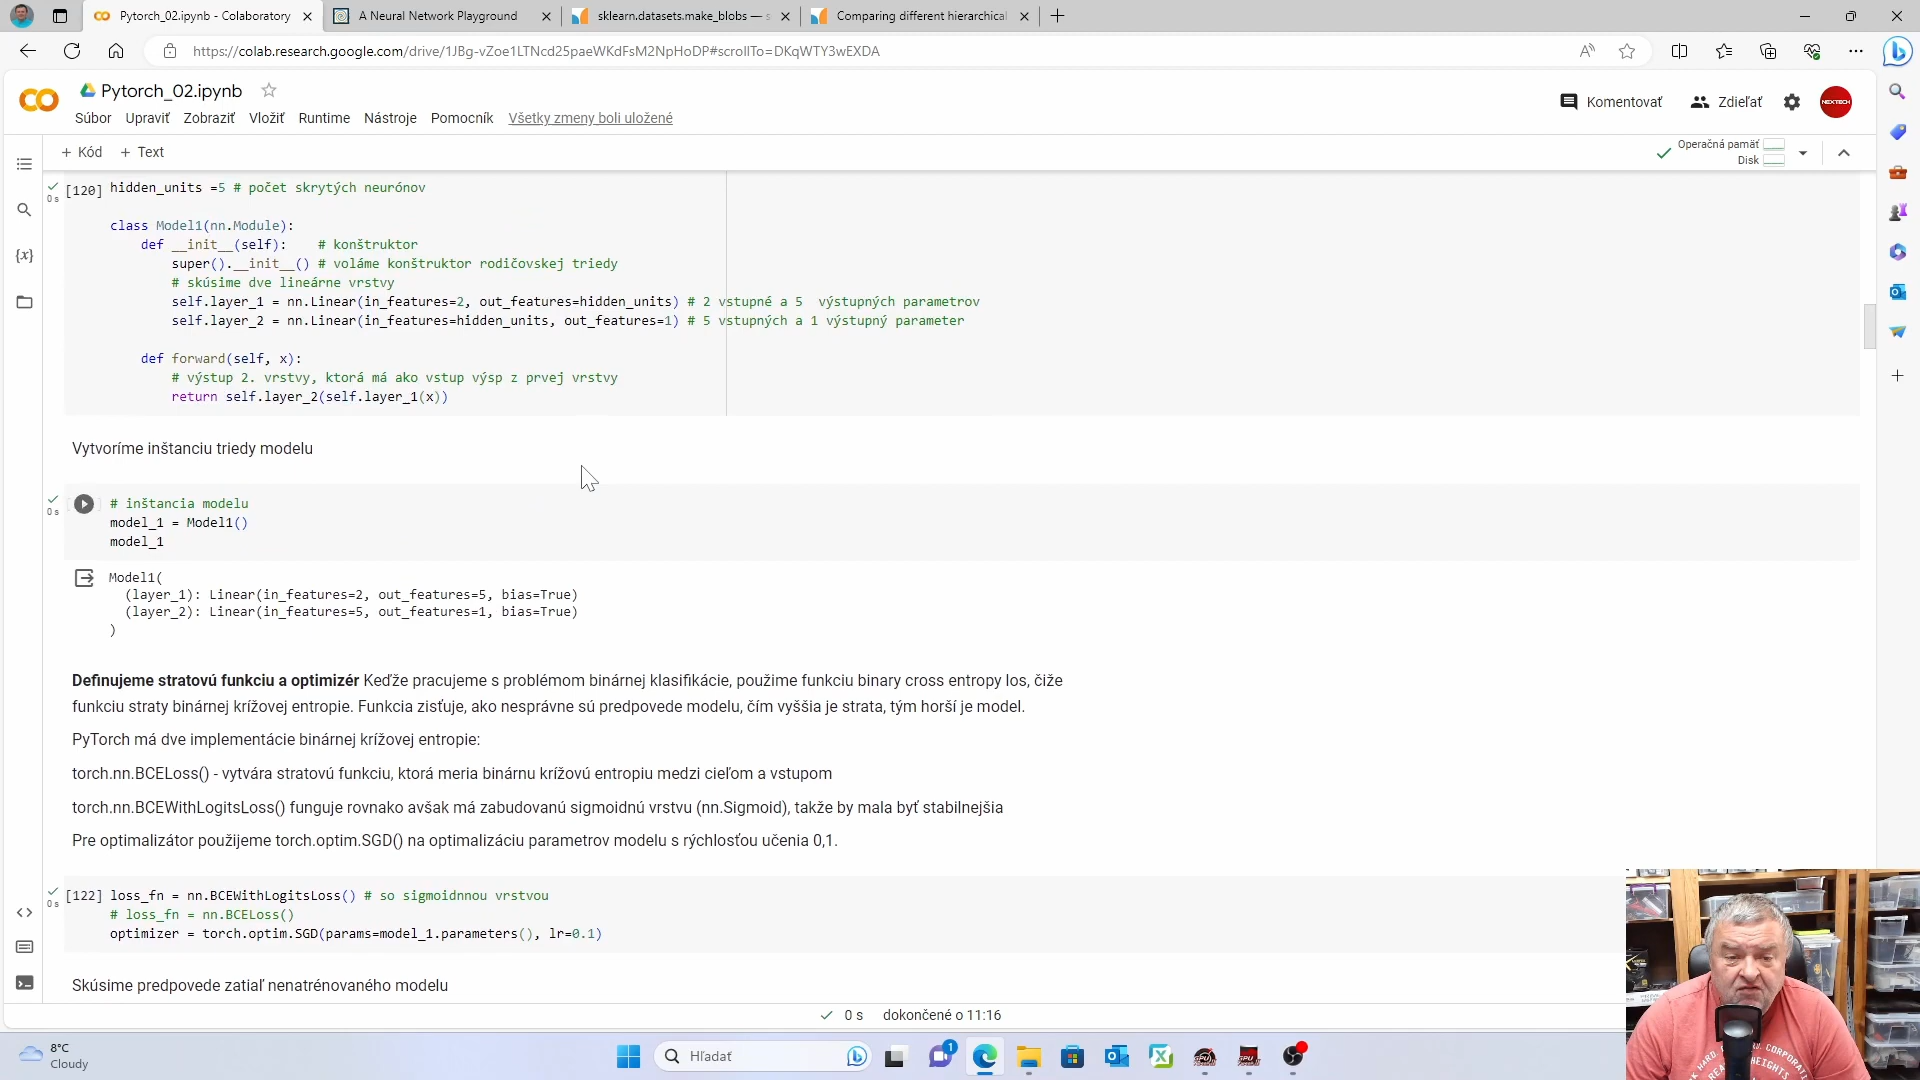 Pytorch_02.ipynb - Colaboratory
A Neural Network Playground
sklearn.datasets.make_blobs — s
Comparing different hierarchical
https://colab.research.google.com/drive/1JBg-vZoe1LTNcd25paeWKdFsM2NpHoDP#scrollTo=DKqWTY3wEXDA
Pytorch_02.ipynb
Komentovať
Zdieľať
NEXTECH
Súbor Upraviť Zobraziť Vložiť Runtime Nástroje Pomocník Všetky zmeny boli uložené
+ Kód + Text
Operačná pamäť
Disk
[120] hidden_units =5 # počet skrytých neurónov
0 s
class Model1(nn.Module):
def __init__(self): # konštruktor
super().__init__() # voláme konštruktor rodičovskej triedy
# skúsime dve lineárne vrstvy
self.layer_1 = nn.Linear(in_features=2, out_features=hidden_units) # 2 vstupné a 5 výstupných parametrov
self.layer_2 = nn.Linear(in_features=hidden_units, out_features=1) # 5 vstupných a 1 výstupný parameter
def forward(self, x):
# výstup 2. vrstvy, ktorá má ako vstup výsp z prvej vrstvy
return self.layer_2(self.layer_1(x))
Vytvoríme inštanciu triedy modelu
# inštancia modelu
0 s
model_1 = Model1()
model_1
Model1(
(layer_1): Linear(in_features=2, out_features=5, bias=True)
(layer_2): Linear(in_features=5, out_features=1, bias=True)
)
Definujeme stratovú funkciu a optimizér Keďže pracujeme s problémom binárnej klasifikácie, použime funkciu binary cross entropy los, čiže
funkciu straty binárnej krížovej entropie. Funkcia zisťuje, ako nesprávne sú predpovede modelu, čím vyššia je strata, tým horší je model.
PyTorch má dve implementácie binárnej krížovej entropie:
torch.nn.BCELoss() - vytvára stratovú funkciu, ktorá meria binárnu krížovú entropiu medzi cieľom a vstupom
torch.nn.BCEWithLogitsLoss() funguje rovnako avšak má zabudovanú sigmoidnú vrstvu (nn.Sigmoid), takže by mala byť stabilnejšia
Pre optimalizátor použijeme torch.optim.SGD() na optimalizáciu parametrov modelu s rýchlosťou učenia 0,1.
[122] loss_fn = nn.BCEWithLogitsLoss() # so sigmoidnnou vrstvou
0 s
# loss_fn = nn.BCELoss()
optimizer = torch.optim.SGD(params=model_1.parameters(), lr=0.1)
Skúsime predpovede zatiaľ nenatrénovaného modelu
0 s dokončené o 11:16
8°C
Cloudy
Hľadať
1